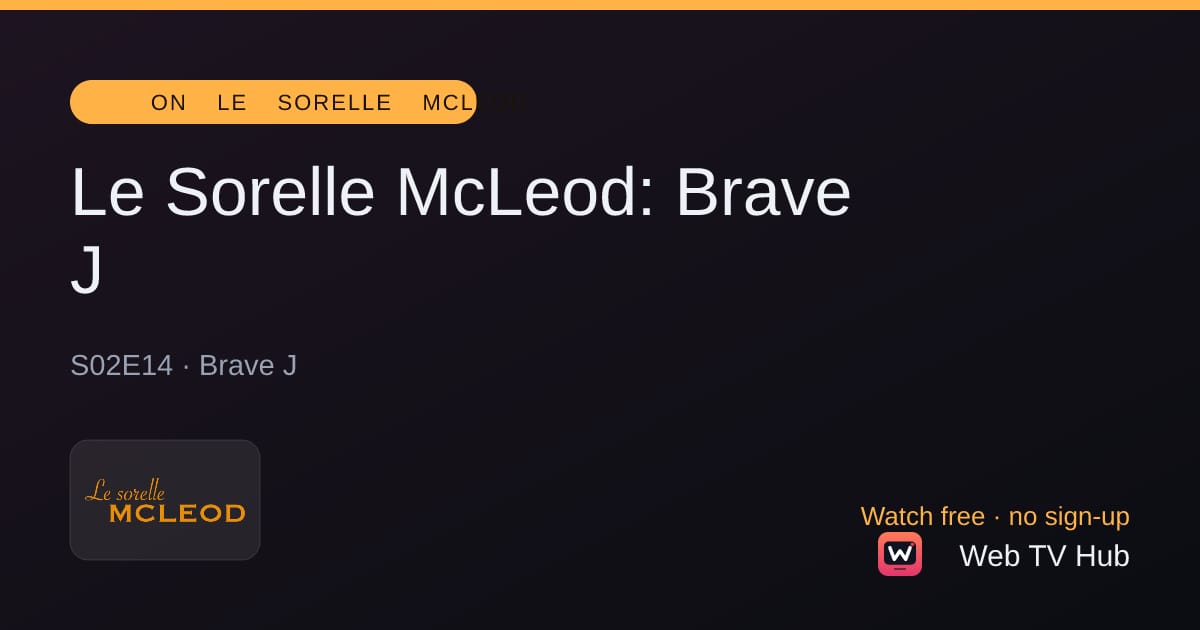 ON LE SORELLE MCLEOD
Le Sorelle McLeod: Brave
J
S02E14 · Brave J
Le sorelle
MCLEOD
Watch free · no sign-up
W Web TV Hub